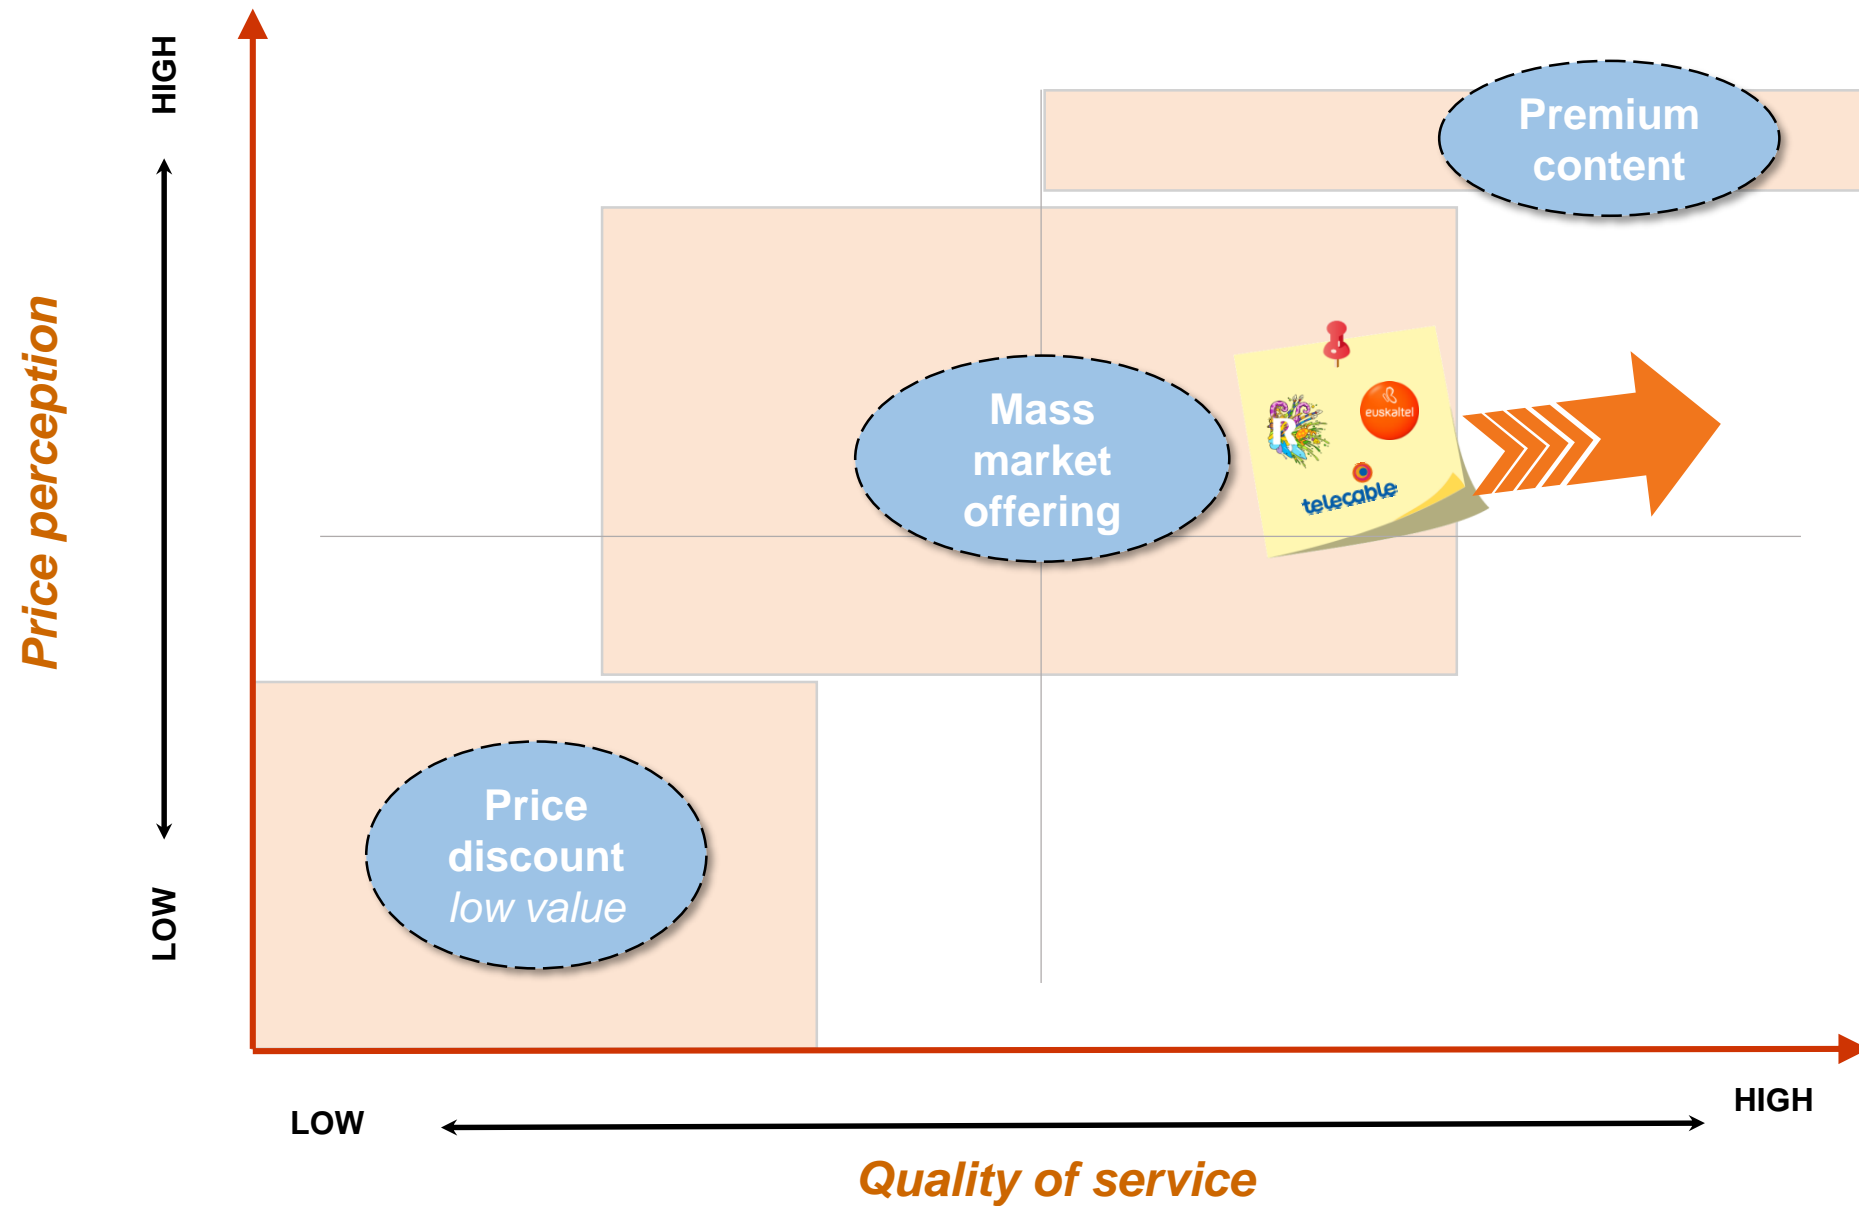 HIGH
Premium
content
Price perception
Mass
market
offering
R
euskaltel
telecable
Price
discount
low value
LOW
LOW
HIGH
Quality of service